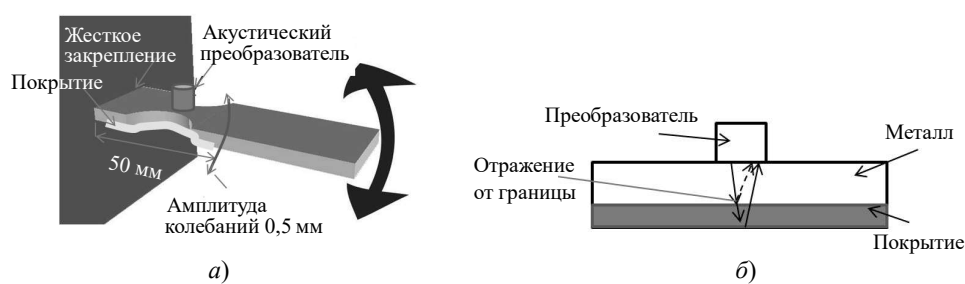 Жесткое
закрепление
Акустический
преобразователь
Покрытие
50 мм
Амплитуда
колебаний 0,5 мм
а)
Преобразователь
Металл
Отражение
от границы
Покрытие
б)